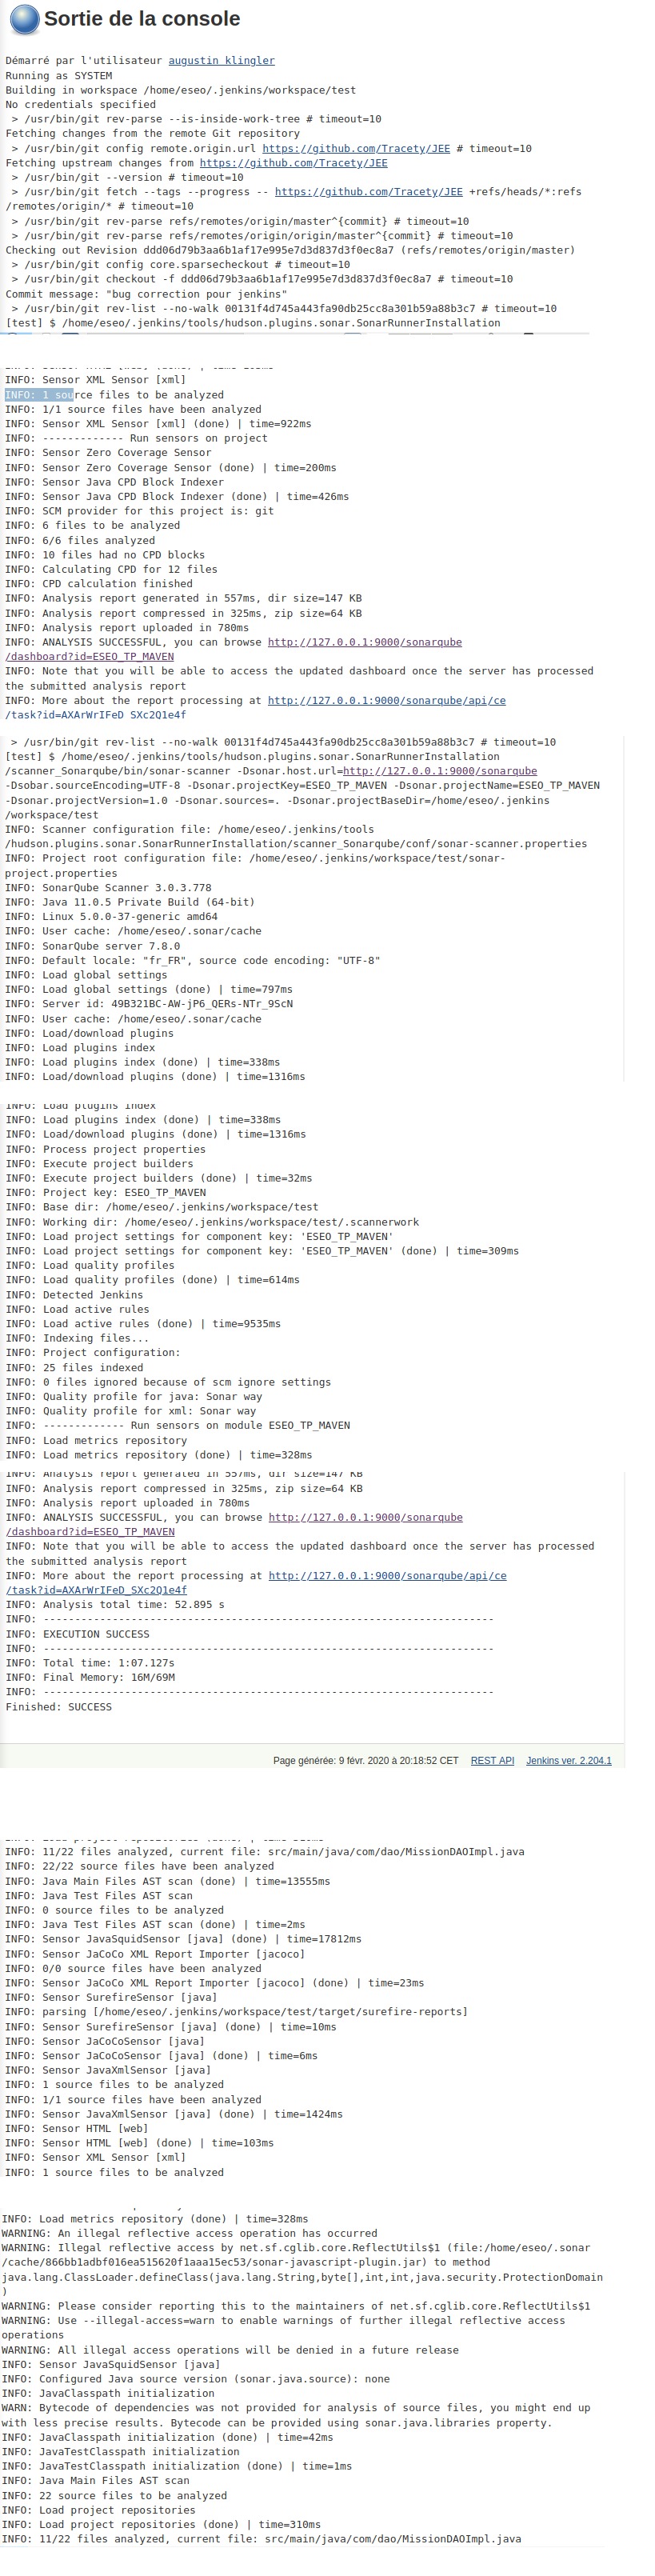 Sortie de la console
Démarré par l'utilisateur augustin klingler
Running as SYSTEM
Building in workspace /home/eseo/.jenkins/workspace/test
No credentials specified
> /usr/bin/git rev-parse --is-inside-work-tree # timeout=10
Fetching changes from the remote Git repository
> /usr/bin/git config remote.origin.url https://github.com/Tracety/JEE # timeout=10
Fetching upstream changes from https://github.com/Tracety/JEE
> /usr/bin/git --version # timeout=10
> /usr/bin/git fetch --tags --progress -- https://github.com/Tracety/JEE +refs/heads/*:refs
/remotes/origin/* # timeout=10
> /usr/bin/git rev-parse refs/remotes/origin/master^{commit} # timeout=10
> /usr/bin/git rev-parse refs/remotes/origin/origin/master^{commit} # timeout=10
Checking out Revision ddd06d79b3aa6b1af17e995e7d3d837d3f0ec8a7 (refs/remotes/origin/master)
> /usr/bin/git config core.sparsecheckout # timeout=10
> /usr/bin/git checkout -f ddd06d79b3aa6b1af17e995e7d3d837d3f0ec8a7 # timeout=10
Commit message: "bug correction pour jenkins"
> /usr/bin/git rev-list --no-walk 00131f4d745a443fa90db25cc8a301b59a88b3c7 # timeout=10
[test] $ /home/eseo/.jenkins/tools/hudson.plugins.sonar.SonarRunnerInstallation
INFO: Sensor XML Sensor [xml]
INFO: 1 source files to be analyzed
INFO: 1/1 source files have been analyzed
INFO: Sensor XML Sensor [xml] (done) | time=922ms
INFO: ------------- Run sensors on project
INFO: Sensor Zero Coverage Sensor
INFO: Sensor Zero Coverage Sensor (done) | time=200ms
INFO: Sensor Java CPD Block Indexer
INFO: Sensor Java CPD Block Indexer (done) | time=426ms
INFO: SCM provider for this project is: git
INFO: 6 files to be analyzed
INFO: 6/6 files analyzed
INFO: 10 files had no CPD blocks
INFO: Calculating CPD for 12 files
INFO: CPD calculation finished
INFO: Analysis report generated in 557ms, dir size=147 KB
INFO: Analysis report compressed in 325ms, zip size=64 KB
INFO: Analysis report uploaded in 780ms
INFO: ANALYSIS SUCCESSFUL, you can browse http://127.0.0.1:9000/sonarqube
/dashboard?id=ESEO_TP_MAVEN
INFO: Note that you will be able to access the updated dashboard once the server has processed
the submitted analysis report
INFO: More about the report processing at http://127.0.0.1:9000/sonarqube/api/ce
/task?id=AXArWrIFeD SXc2Q1e4f
> /usr/bin/git rev-list --no-walk 00131f4d745a443fa90db25cc8a301b59a88b3c7 # timeout=10
[test] $ /home/eseo/.jenkins/tools/hudson.plugins.sonar.SonarRunnerInstallation
/scanner_Sonarqube/bin/sonar-scanner -Dsonar.host.url=http://127.0.0.1:9000/sonarqube
-Dsobar.sourceEncoding=UTF-8 -Dsonar.projectKey=ESEO_TP_MAVEN -Dsonar.projectName=ESEO_TP_MAVEN
-Dsonar.projectVersion=1.0 -Dsonar.sources=. -Dsonar.projectBaseDir=/home/eseo/.jenkins
/workspace/test
INFO: Scanner configuration file: /home/eseo/.jenkins/tools
/hudson.plugins.sonar.SonarRunnerInstallation/scanner_Sonarqube/conf/sonar-scanner.properties
INFO: Project root configuration file: /home/eseo/.jenkins/workspace/test/sonar-
project.properties
INFO: SonarQube Scanner 3.0.3.778
INFO: Java 11.0.5 Private Build (64-bit)
INFO: Linux 5.0.0-37-generic amd64
INFO: User cache: /home/eseo/.sonar/cache
INFO: SonarQube server 7.8.0
INFO: Default locale: "fr_FR", source code encoding: "UTF-8"
INFO: Load global settings
INFO: Load global settings (done) | time=797ms
INFO: Server id: 49B321BC-AW-jP6_QERs-NTr_9ScN
INFO: User cache: /home/eseo/.sonar/cache
INFO: Load/download plugins
INFO: Load plugins index
INFO: Load plugins index (done) | time=338ms
INFO: Load/download plugins (done) | time=1316ms
INFO: Load plugins index
INFO: Load plugins index (done) | time=338ms
INFO: Load/download plugins (done) | time=1316ms
INFO: Process project properties
INFO: Execute project builders
INFO: Execute project builders (done) | time=32ms
INFO: Project key: ESEO_TP_MAVEN
INFO: Base dir: /home/eseo/.jenkins/workspace/test
INFO: Working dir: /home/eseo/.jenkins/workspace/test/.scannerwork
INFO: Load project settings for component key: 'ESEO_TP_MAVEN'
INFO: Load project settings for component key: 'ESEO_TP_MAVEN' (done) | time=309ms
INFO: Load quality profiles
INFO: Load quality profiles (done) | time=614ms
INFO: Detected Jenkins
INFO: Load active rules
INFO: Load active rules (done) | time=9535ms
INFO: Indexing files...
INFO: Project configuration:
INFO: 25 files indexed
INFO: 0 files ignored because of scm ignore settings
INFO: Quality profile for java: Sonar way
INFO: Quality profile for xml: Sonar way
INFO: ------------- Run sensors on module ESEO_TP_MAVEN
INFO: Load metrics repository
INFO: Load metrics repository (done) | time=328ms
INFO: Analysis report generated in 557ms, dir size=147 KB
INFO: Analysis report compressed in 325ms, zip size=64 KB
INFO: Analysis report uploaded in 780ms
INFO: ANALYSIS SUCCESSFUL, you can browse http://127.0.0.1:9000/sonarqube
/dashboard?id=ESEO_TP_MAVEN
INFO: Note that you will be able to access the updated dashboard once the server has processed
the submitted analysis report
INFO: More about the report processing at http://127.0.0.1:9000/sonarqube/api/ce
/task?id=AXArWrIFeD_SXc2Q1e4f
INFO: Analysis total time: 52.895 s
INFO: ------------------------------------------------------------------------
INFO: EXECUTION SUCCESS
INFO: ------------------------------------------------------------------------
INFO: Total time: 1:07.127s
INFO: Final Memory: 16M/69M
INFO: ------------------------------------------------------------------------
Finished: SUCCESS
Page générée: 9 févr. 2020 à 20:18:52 CET REST API Jenkins ver. 2.204.1
INFO: 11/22 files analyzed, current file: src/main/java/com/dao/MissionDAOImpl.java
INFO: 22/22 source files have been analyzed
INFO: Java Main Files AST scan (done) | time=13555ms
INFO: Java Test Files AST scan
INFO: 0 source files to be analyzed
INFO: Java Test Files AST scan (done) | time=2ms
INFO: Sensor JavaSquidSensor [java] (done) | time=17812ms
INFO: Sensor JaCoCo XML Report Importer [jacoco]
INFO: 0/0 source files have been analyzed
INFO: Sensor JaCoCo XML Report Importer [jacoco] (done) | time=23ms
INFO: Sensor SurefireSensor [java]
INFO: parsing [/home/eseo/.jenkins/workspace/test/target/surefire-reports]
INFO: Sensor SurefireSensor [java] (done) | time=10ms
INFO: Sensor JaCoCoSensor [java]
INFO: Sensor JaCoCoSensor [java] (done) | time=6ms
INFO: Sensor JavaXmlSensor [java]
INFO: 1 source files to be analyzed
INFO: 1/1 source files have been analyzed
INFO: Sensor JavaXmlSensor [java] (done) | time=1424ms
INFO: Sensor HTML [web]
INFO: Sensor HTML [web] (done) | time=103ms
INFO: Sensor XML Sensor [xml]
INFO: 1 source files to be analyzed
INFO: Load metrics repository (done) | time=328ms
WARNING: An illegal reflective access operation has occurred
WARNING: Illegal reflective access by net.sf.cglib.core.ReflectUtils$1 (file:/home/eseo/.sonar
/cache/866bb1adbf016ea515620f1aaa15ec53/sonar-javascript-plugin.jar) to method
java.lang.ClassLoader.defineClass(java.lang.String,byte[],int,int,java.security.ProtectionDomain
)
WARNING: Please consider reporting this to the maintainers of net.sf.cglib.core.ReflectUtils$1
WARNING: Use --illegal-access=warn to enable warnings of further illegal reflective access
operations
WARNING: All illegal access operations will be denied in a future release
INFO: Sensor JavaSquidSensor [java]
INFO: Configured Java source version (sonar.java.source): none
INFO: JavaClasspath initialization
WARN: Bytecode of dependencies was not provided for analysis of source files, you might end up
with less precise results. Bytecode can be provided using sonar.java.libraries property.
INFO: JavaClasspath initialization (done) | time=42ms
INFO: JavaTestClasspath initialization
INFO: JavaTestClasspath initialization (done) | time=1ms
INFO: Java Main Files AST scan
INFO: 22 source files to be analyzed
INFO: Load project repositories
INFO: Load project repositories (done) | time=310ms
INFO: 11/22 files analyzed, current file: src/main/java/com/dao/MissionDAOImpl.java